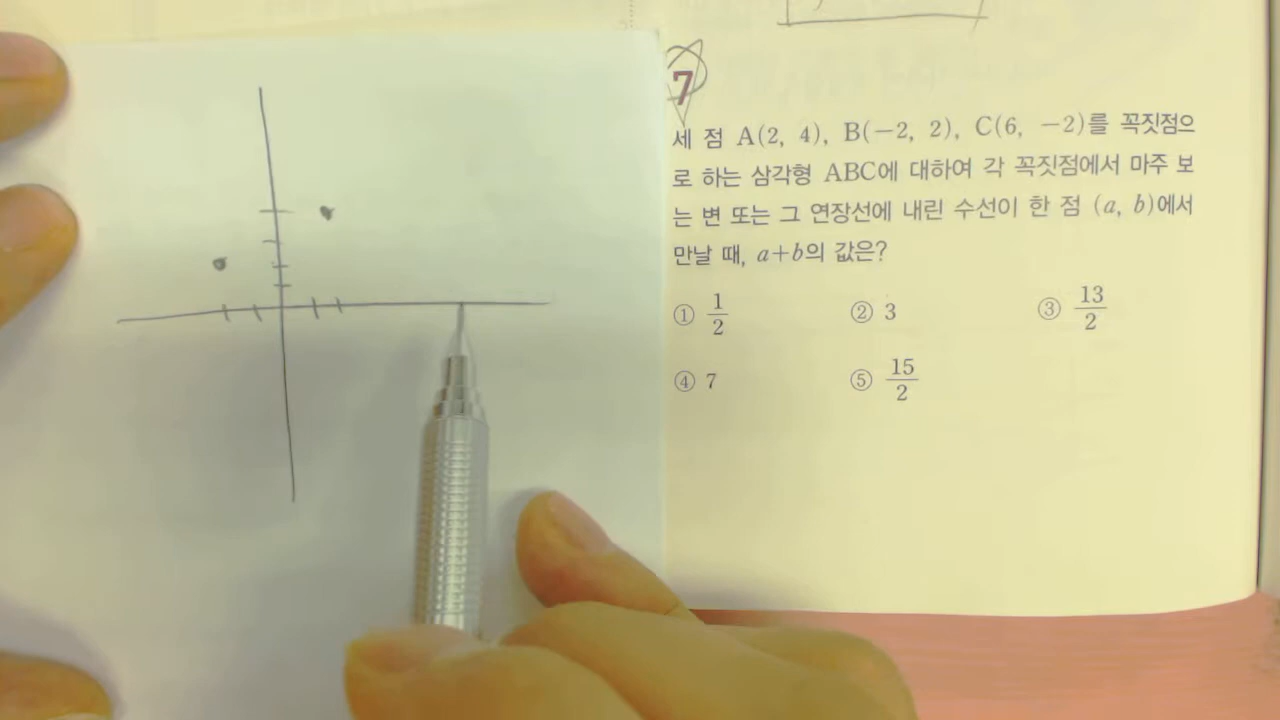 7
세 점 A(2, 4), B(−2, 2), C(6, −2)를 꼭짓점으
로 하는 삼각형 ABC에 대하여 각 꼭짓점에서 마주 보
는 변 또는 그 연장선에 내린 수선이 한 점 (a, b)에서
만날 때, a+b의 값은?
① 1/2 ② 3 ③ 13/2
④ 7 ⑤ 15/2